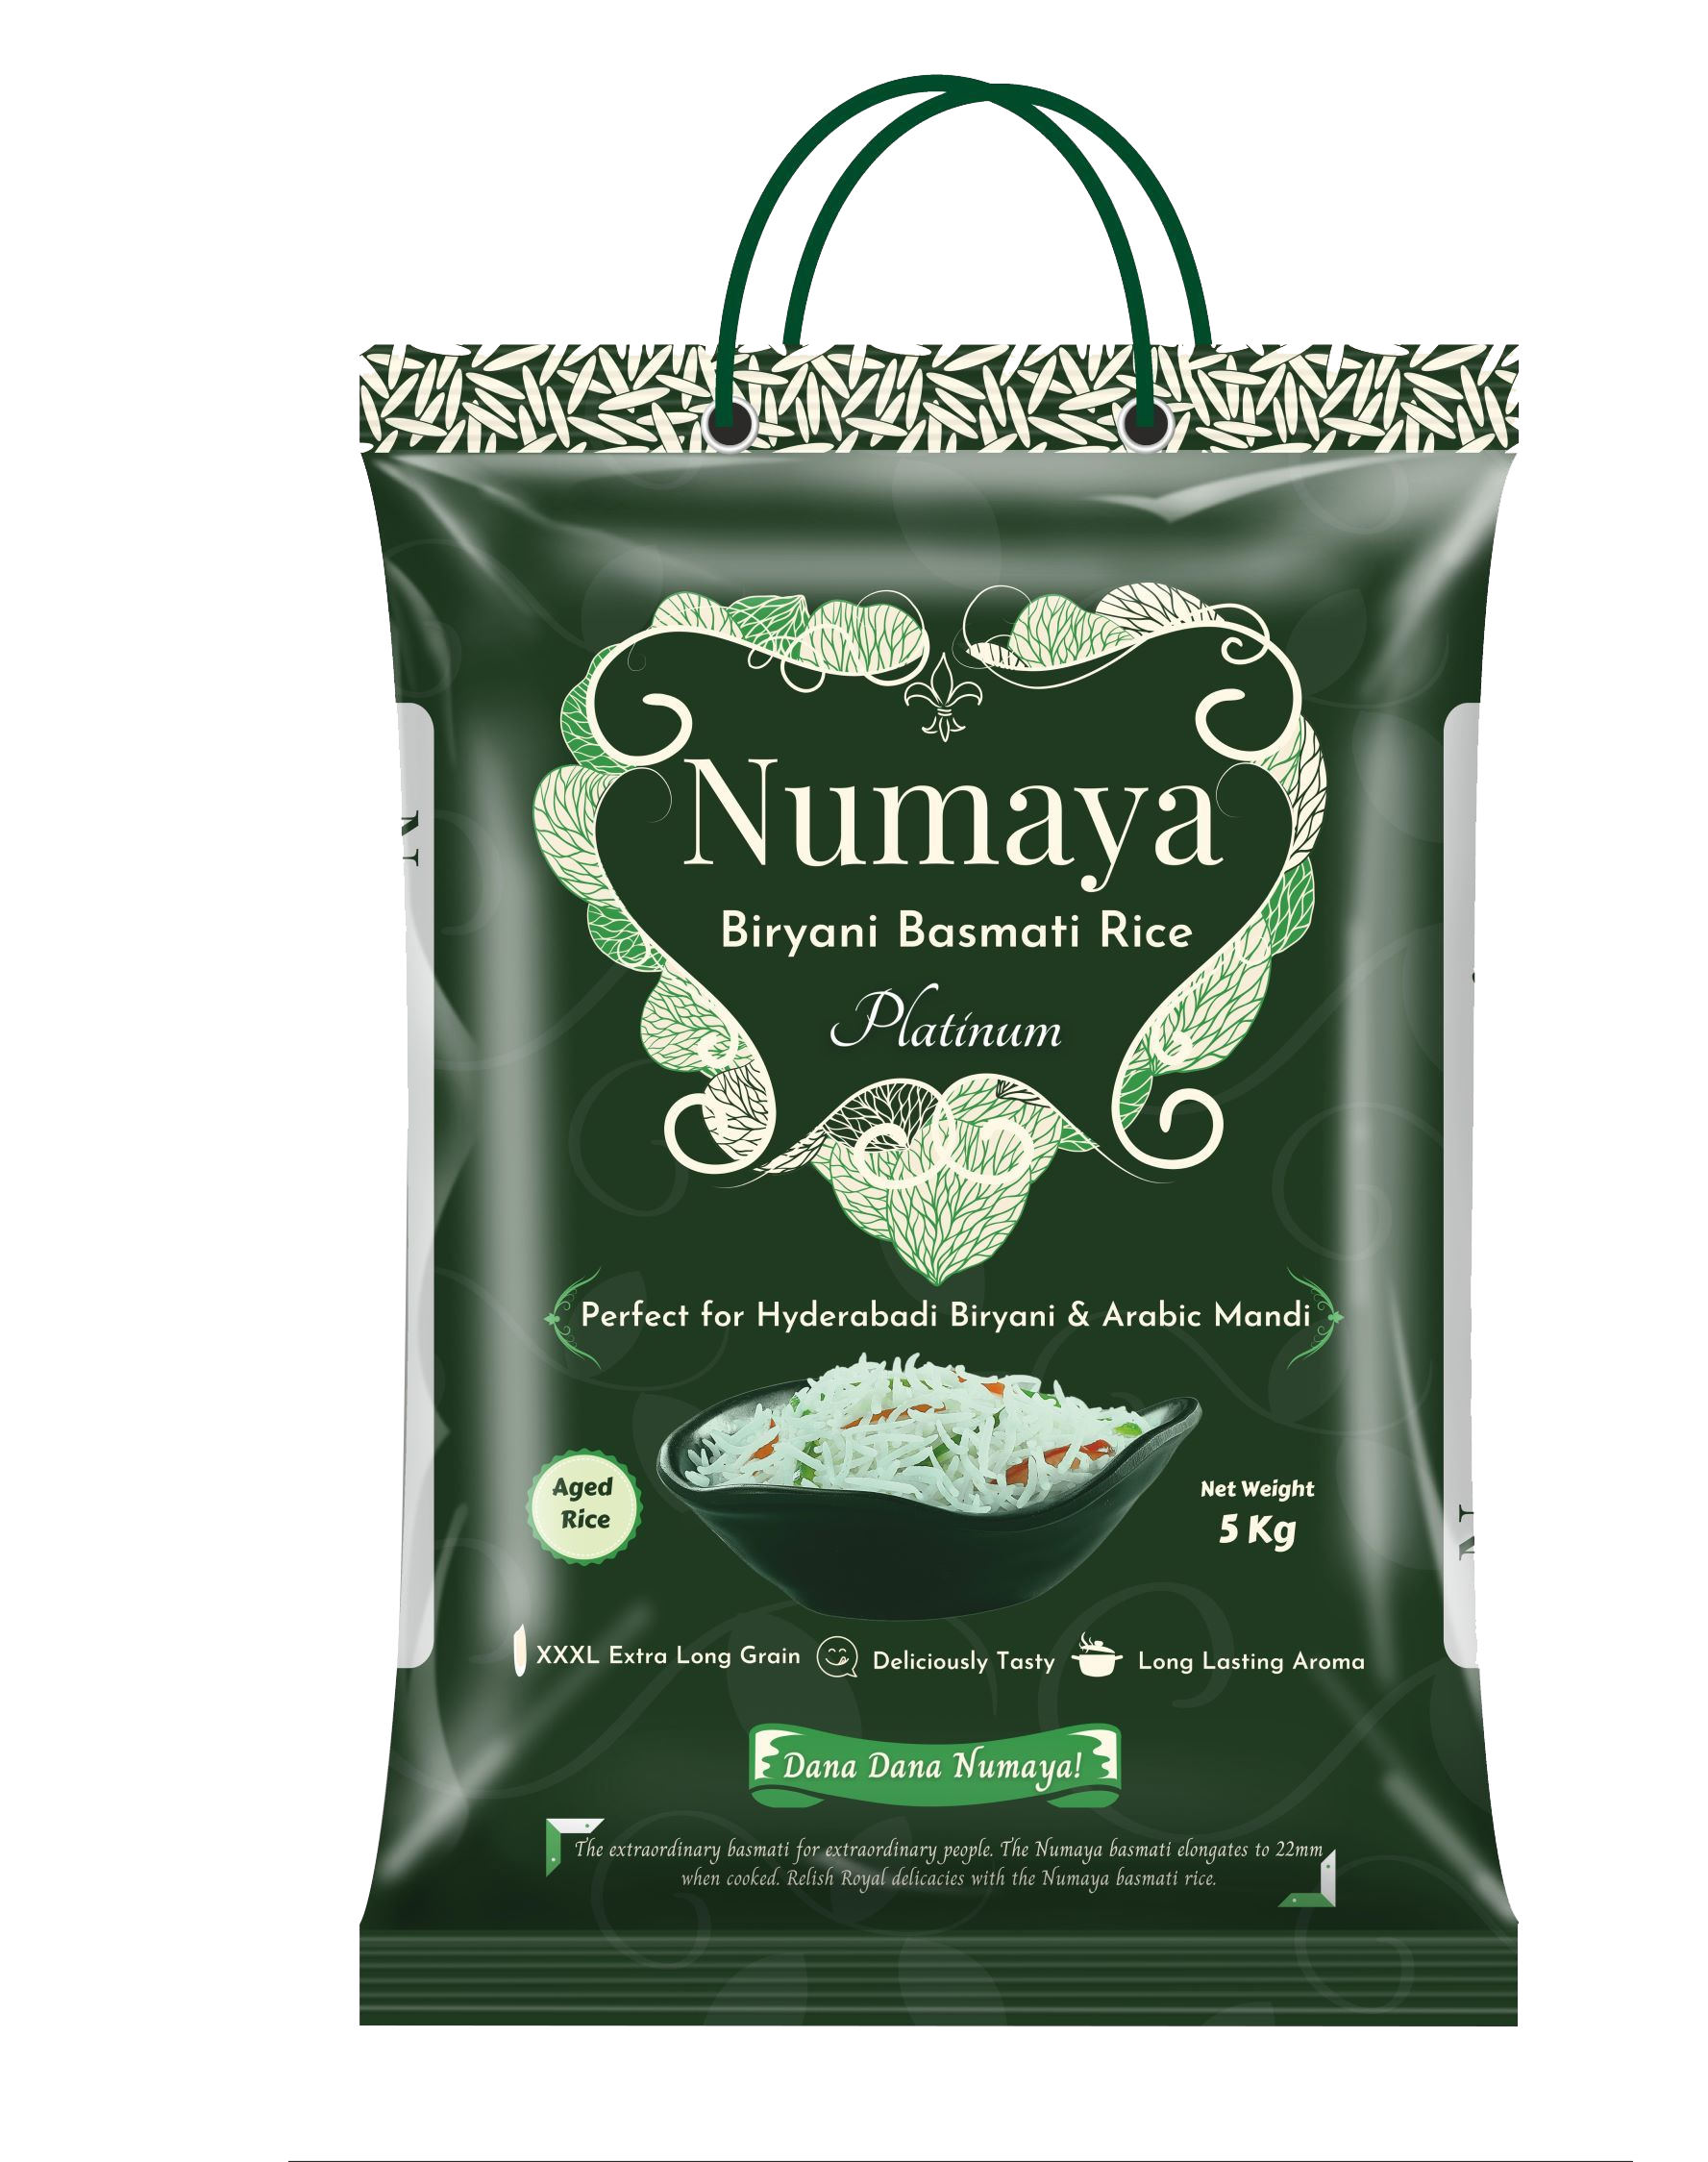 Numaya
Biryani Basmati Rice
Platinum
Perfect for Hyderabadi Biryani & Arabic Mandi
Aged
Rice
Net Weight
5 Kg
XXXL Extra Long Grain
Deliciously Tasty
Long Lasting Aroma
Dana Dana Numaya!
The extraordinary basmati for extraordinary people. The Numaya basmati elongates to 22mm
when cooked. Relish Royal delicacies with the Numaya basmati rice.